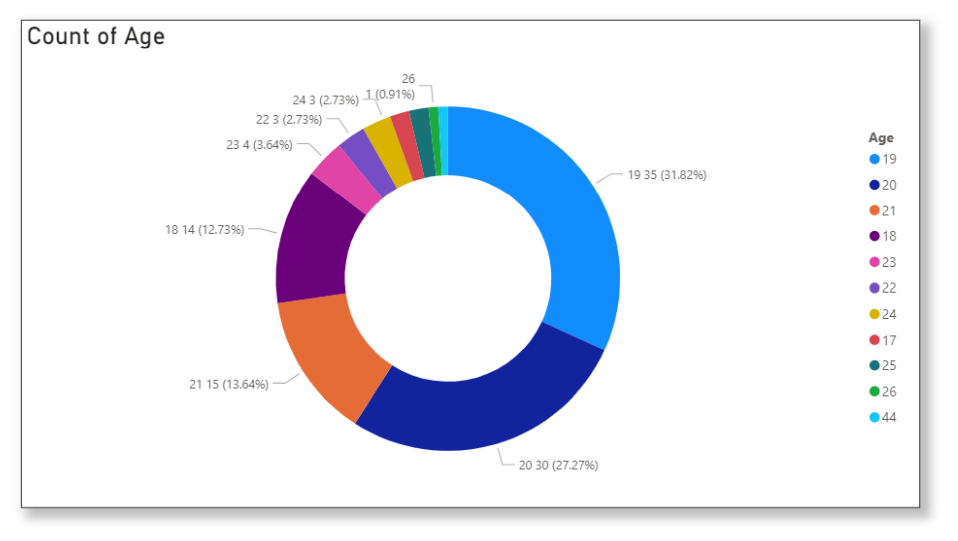 Count of Age
26
1 (0.91%)
24 3 (2.73%)
22 3 (2.73%)
23 4 (3.64%)
18 14 (12.73%)
21 15 (13.64%)
20 30 (27.27%)
19 35 (31.82%)
Age
19
20
21
18
23
22
24
17
25
26
44